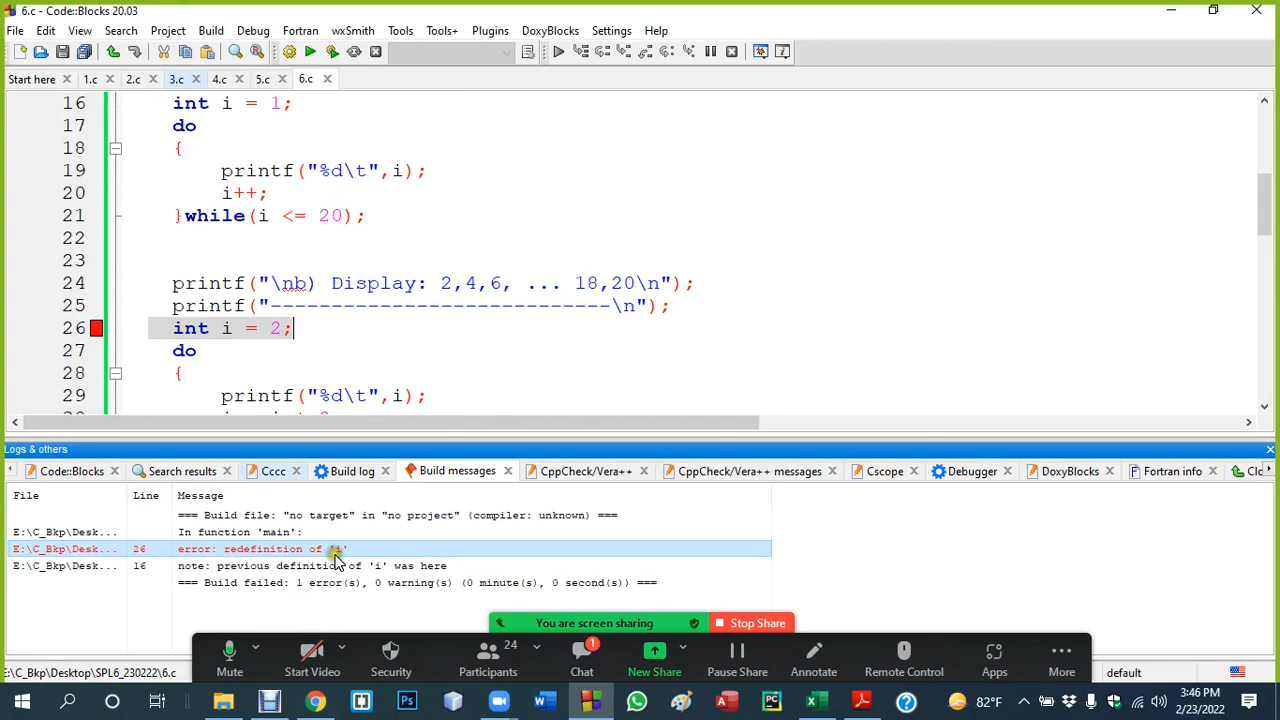 6.c - Code::Blocks 20.03
File Edit View Search Project Build Debug Fortran wxSmith Tools Tools+ Plugins DoxyBlocks Settings Help
Start here 1.c 2.c 3.c 4.c 5.c 6.c
16 int i = 1;
17 do
18 {
19 printf("%d\t",i);
20 i++;
21 }while(i <= 20);
22
23
24 printf("\nb) Display: 2,4,6, ... 18,20\n");
25 printf("-----------------------------\n");
26 int i = 2;
27 do
28 {
29 printf("%d\t",i);
Logs & others
Code::Blocks Search results Cccc Build log Build messages CppCheck/Vera++ CppCheck/Vera++ messages Cscope Debugger DoxyBlocks Fortran info
File Line Message
=== Build file: "no target" in "no project" (compiler: unknown) ===
E:\C_Bkp\Desk... In function 'main':
E:\C_Bkp\Desk... 26 error: redefinition of 'i'
E:\C_Bkp\Desk... 16 note: previous definition of 'i' was here
=== Build failed: 1 error(s), 0 warning(s) (0 minute(s), 0 second(s)) ===
You are screen sharing Stop Share
24 1
Mute Start Video Security Participants Chat New Share Pause Share Annotate Remote Control Apps More
E:\C_Bkp\Desktop\SPL6_230222\6.c default
82°F 3:46 PM
2/23/2022